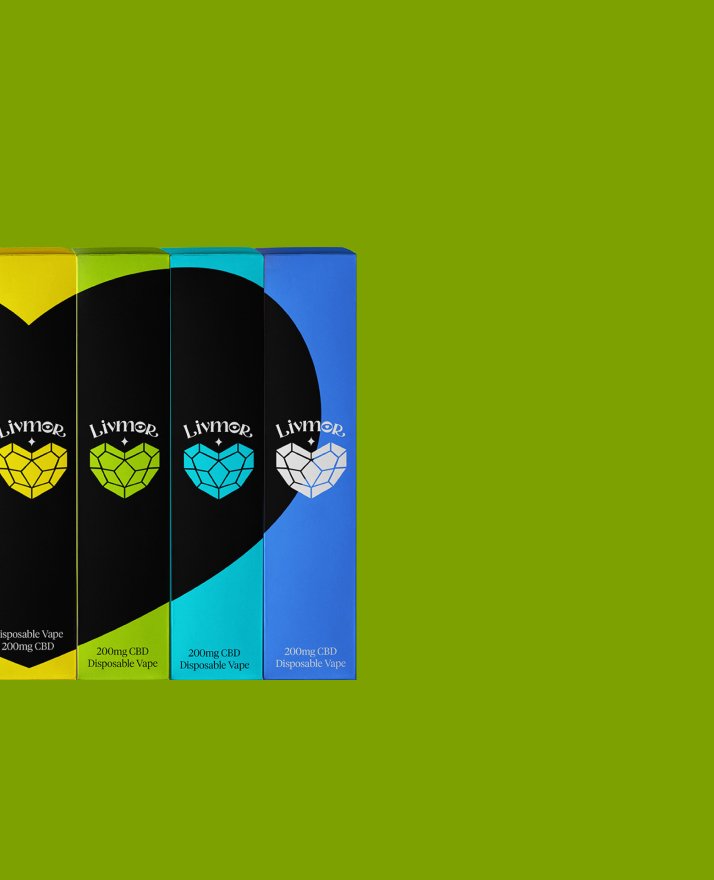 Livmor
isposable Vape
200mg CBD
Livmor
200mg CBD
Disposable Vape
Livmor
200mg CBD
Disposable Vape
Livmor
200mg CBD
Disposable Vape